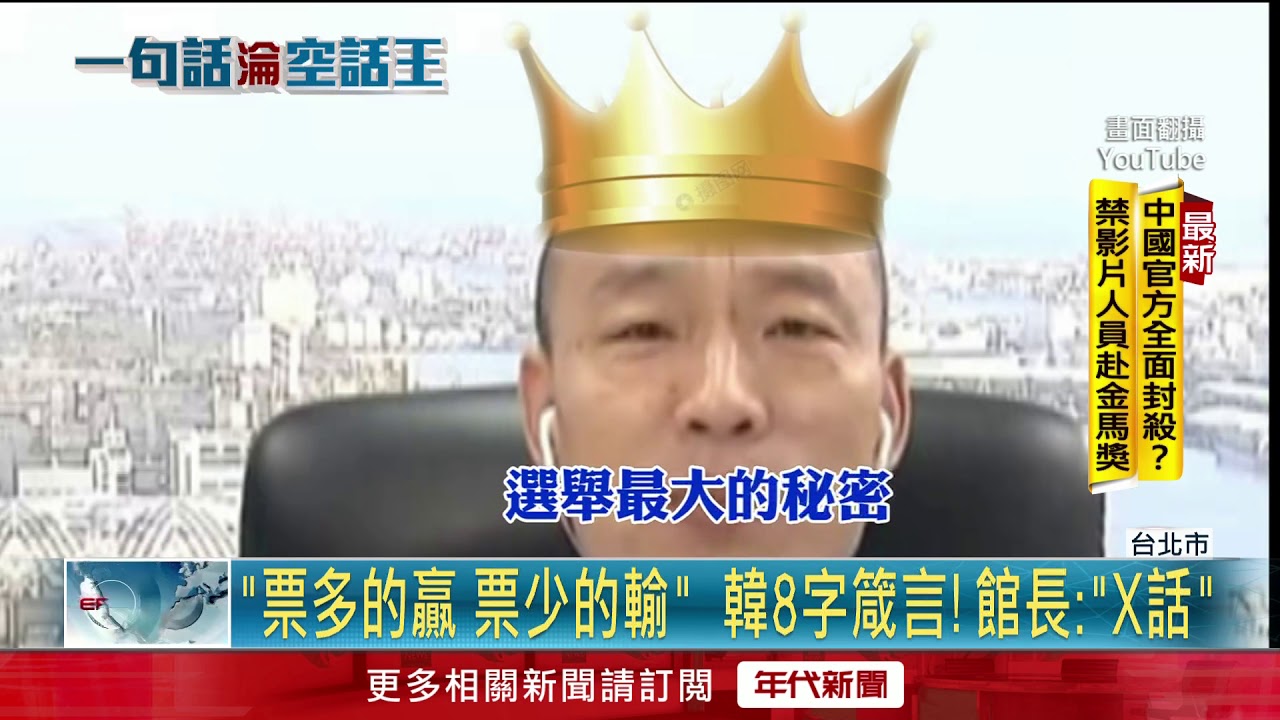 一句話淪空話王
畫面翻攝
YouTube
最新
中國官方全面封殺？
禁影片人員赴金馬獎
選舉最大的秘密
台北市
"票多的贏 票少的輸" 韓8字箴言!館長:"X話"
更多相關新聞請訂閱 年代新聞